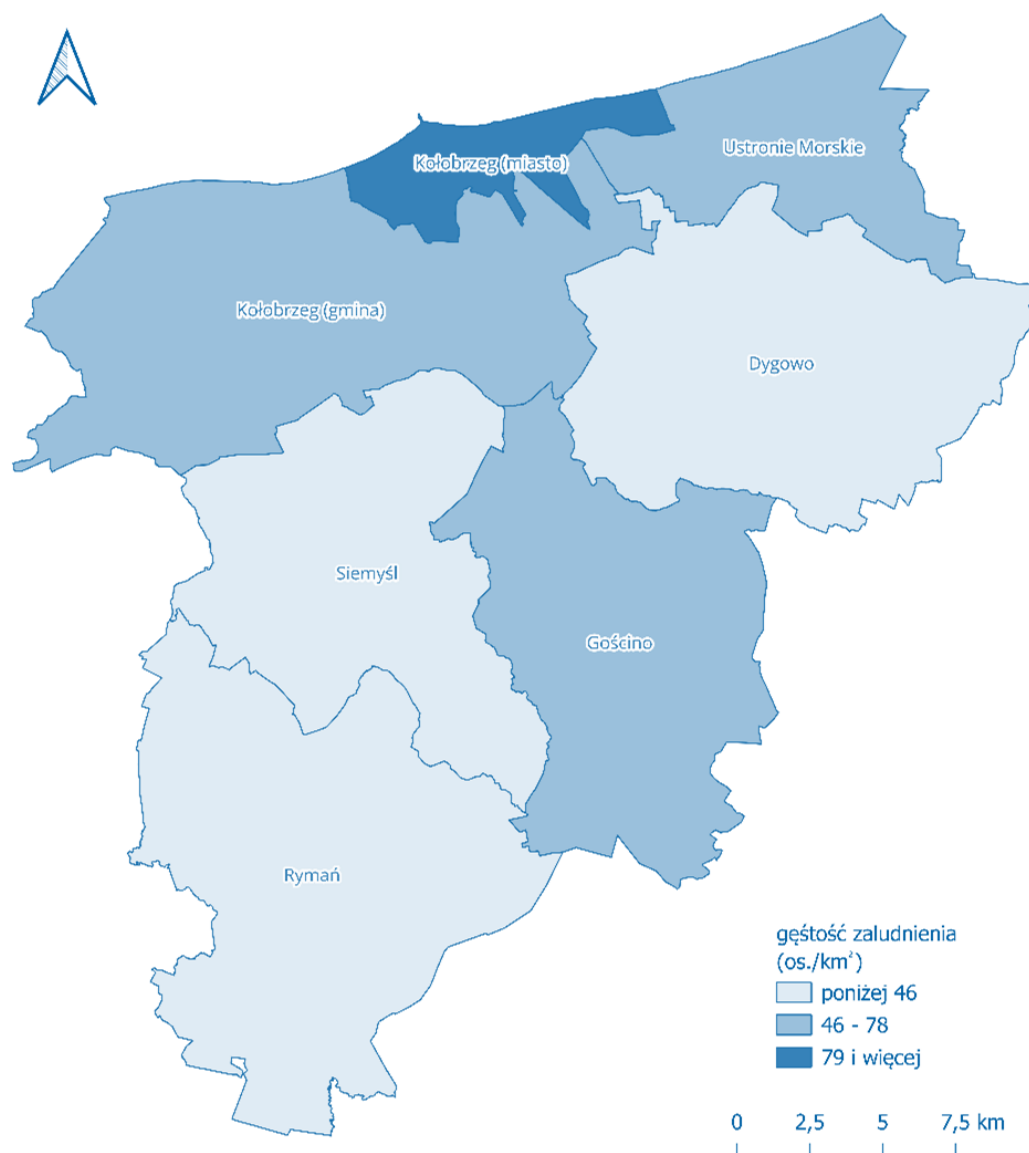 Ustronie Morskie
Kołobrzeg (miasto)
Kołobrzeg (gmina)
Dygowo
Siemyśl
Gościno
Rymań
gęstość zaludnienia
(os./km²)
poniżej 46
46 - 78
79 i więcej
0 2,5 5 7,5 km